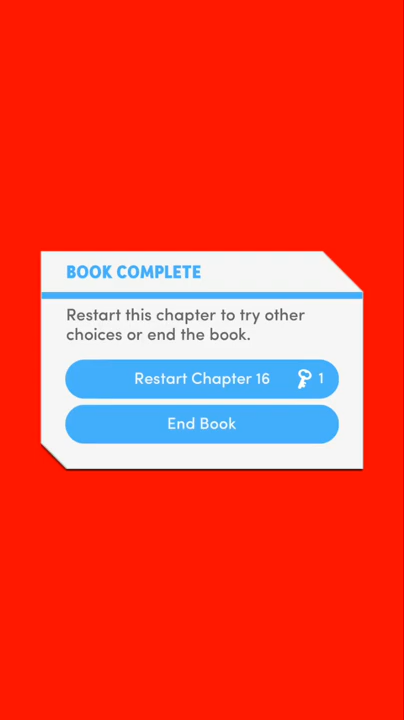 BOOK COMPLETE
Restart this chapter to try other
choices or end the book.
Restart Chapter 16 1
End Book